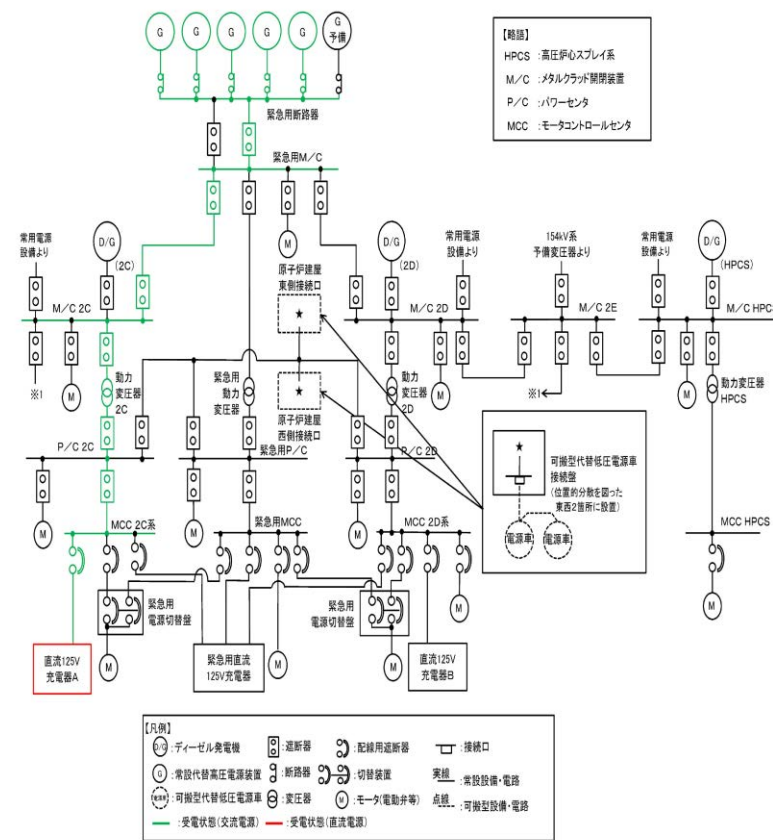 G
G
G
G
G
G
予備
【略語】
HPCS :高圧炉心スプレイ系
M/C :メタルクラッド開閉装置
P/C :パワーセンタ
MCC :モータコントロールセンタ
緊急用断路器
緊急用M/C
常用電源
設備より
D/G
(2C)
M
D/G
(2D)
常用電源
設備より
154kV系
予備変圧器より
常用電源
設備より
D/G
(HPCS)
原子炉建屋
東側接続口
★
M/C 2C
M/C 2D
M/C 2E
M/C HPCS
※1
M
動力
変圧器
2C
緊急用
動力
変圧器
★
原子炉建屋
西側接続口
動力
変圧器
2D
M
※1
M
動力変圧器
HPCS
P/C 2C
緊急用P/C
P/C 2D
★
可搬型代替低圧電源車
接続盤
(位置的分散を図った
東西2箇所に設置)
電源車
電源車
M
M
M
MCC 2C系
緊急用MCC
MCC 2D系
MCC HPCS
緊急用
電源切替盤
緊急用
電源切替盤
M
M
直流125V
充電器A
M
緊急用直流
125V充電器
M
M
直流125V
充電器B
【凡例】
D/G :ディーゼル発電機
:遮断器
:配線用遮断器
:接続口
G :常設代替高圧電源装置
:断路器
:切替装置
実線 :常設設備・電路
電源車 :可搬型代替低圧電源車
:変圧器
M :モータ(電動弁等)
点線 :可搬型設備・電路
:受電状態(交流電源)
:受電状態(直流電源)